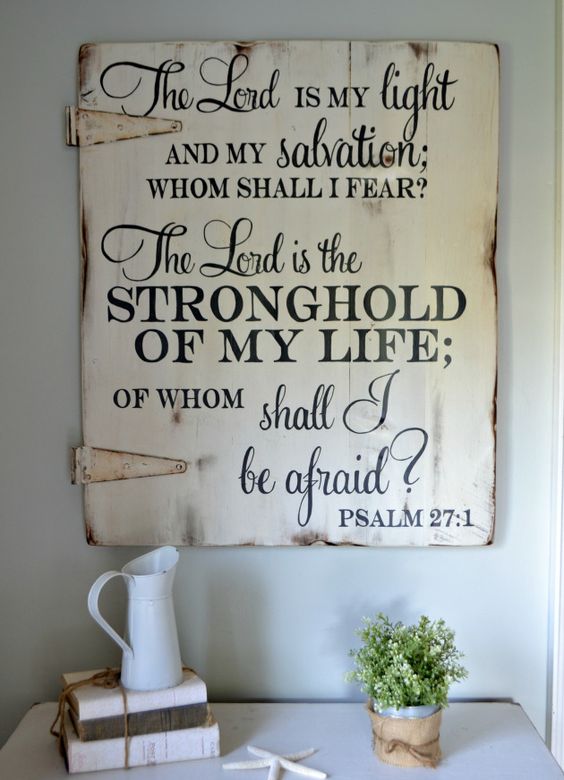 The Lord IS MY light
AND MY salvation;
WHOM SHALL I FEAR?
The Lord is the
STRONGHOLD
OF MY LIFE;
OF WHOM shall I
be afraid?
PSALM 27:1